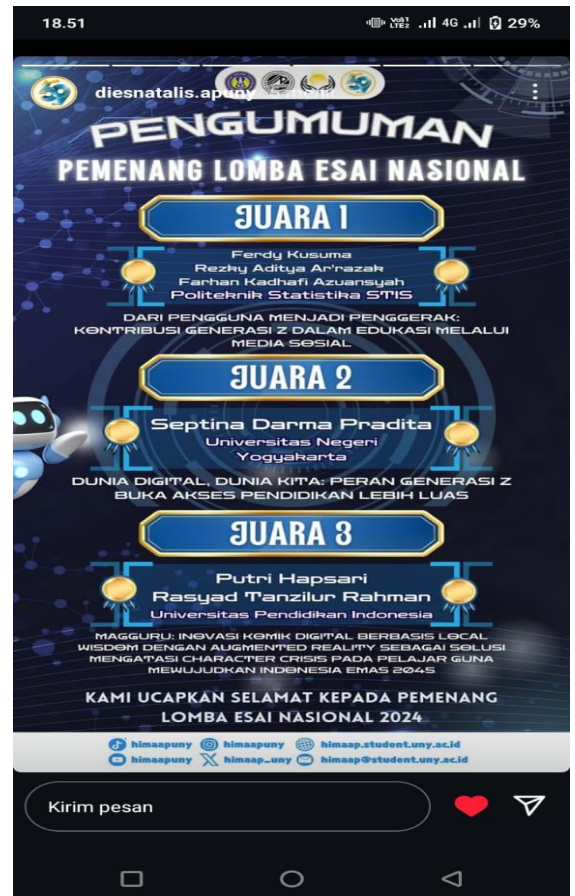 18.51
Vo1)
LTE2
4G
29%
diesnatalis.apuny
PENGUMUMAN
PEMENANG LOMBA ESAI NASIONAL
JUARA 1
Ferdy Kusuma
Rezky Aditya Ar'razak
Farhan Kadhafi Azuansyah
Politeknik Statistika STIS
DARI PENGGUNA MENJADI PENGGERAK:
KONTRIBUSI GENERASI Z DALAM EDUKASI MELALUI
MEDIA SOSIAL
JUARA 2
Septina Darma Pradita
Universitas Negeri
Yogyakarta
DUNIA DIGITAL, DUNIA KITA: PERAN GENERASI Z
BUKA AKSES PENDIDIKAN LEBIH LUAS
JUARA 3
Putri Hapsari
Rasyad Tanzilur Rahman
Universitas Pendidikan Indonesia
MAGGURU: INOVASI KOMIK DIGITAL BERBASIS LOCAL
WISDOM DENGAN AUGMENTED REALITY SEBAGAI SOLUSI
MENGATASI CHARACTER CRISIS PADA PELAJAR GUNA
MEWUJUDKAN INDONESIA EMAS 2045
KAMI UCAPKAN SELAMAT KEPADA PEMENANG
LOMBA ESAI NASIONAL 2024
himaapuny himaapuny himaap.student.uny.ac.id
himaapuny himaap_uny himaap@student.uny.ac.id
Kirim pesan